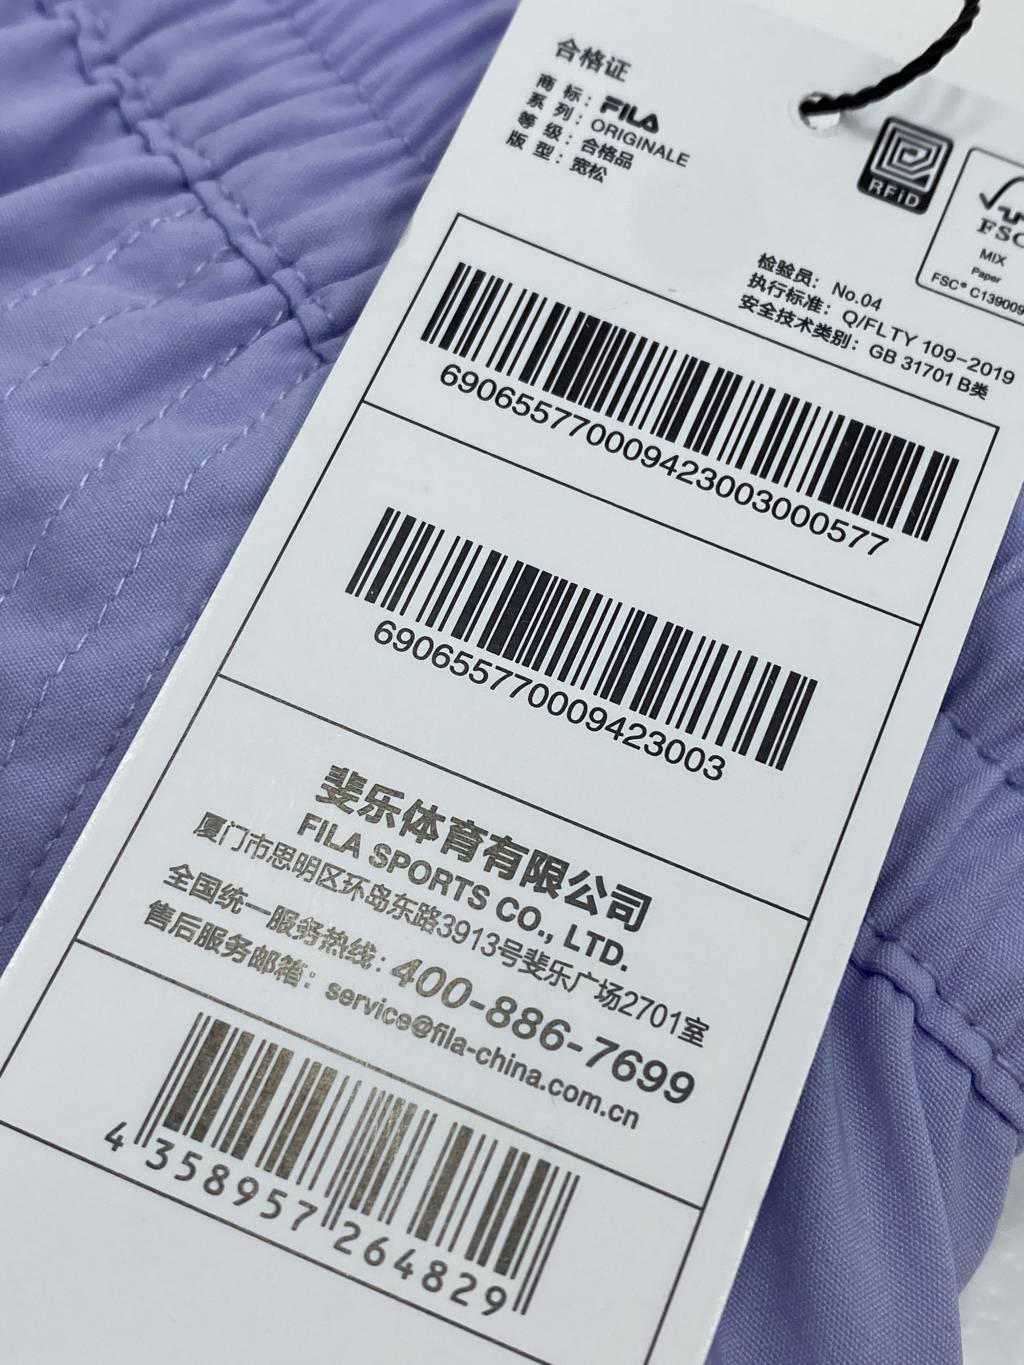 合格证
商 标：FILA
系 列：ORIGINALE
等 级：合格品
版 型：宽松
RFiD
FSC
MIX
Paper
FSC® C139009
检验员： No.04
执行标准： Q/FLTY 109-2019
安全技术类别： GB 31701 B类
69065577000942300300057​7
690655770009423003
斐乐体育有限公司
FILA SPORTS CO., LTD.
厦门市思明区环岛东路3913号斐乐广场2701室
全国统一服务热线：400-886-7699
售后服务邮箱：service@fila-china.com.cn
4 358957 264829